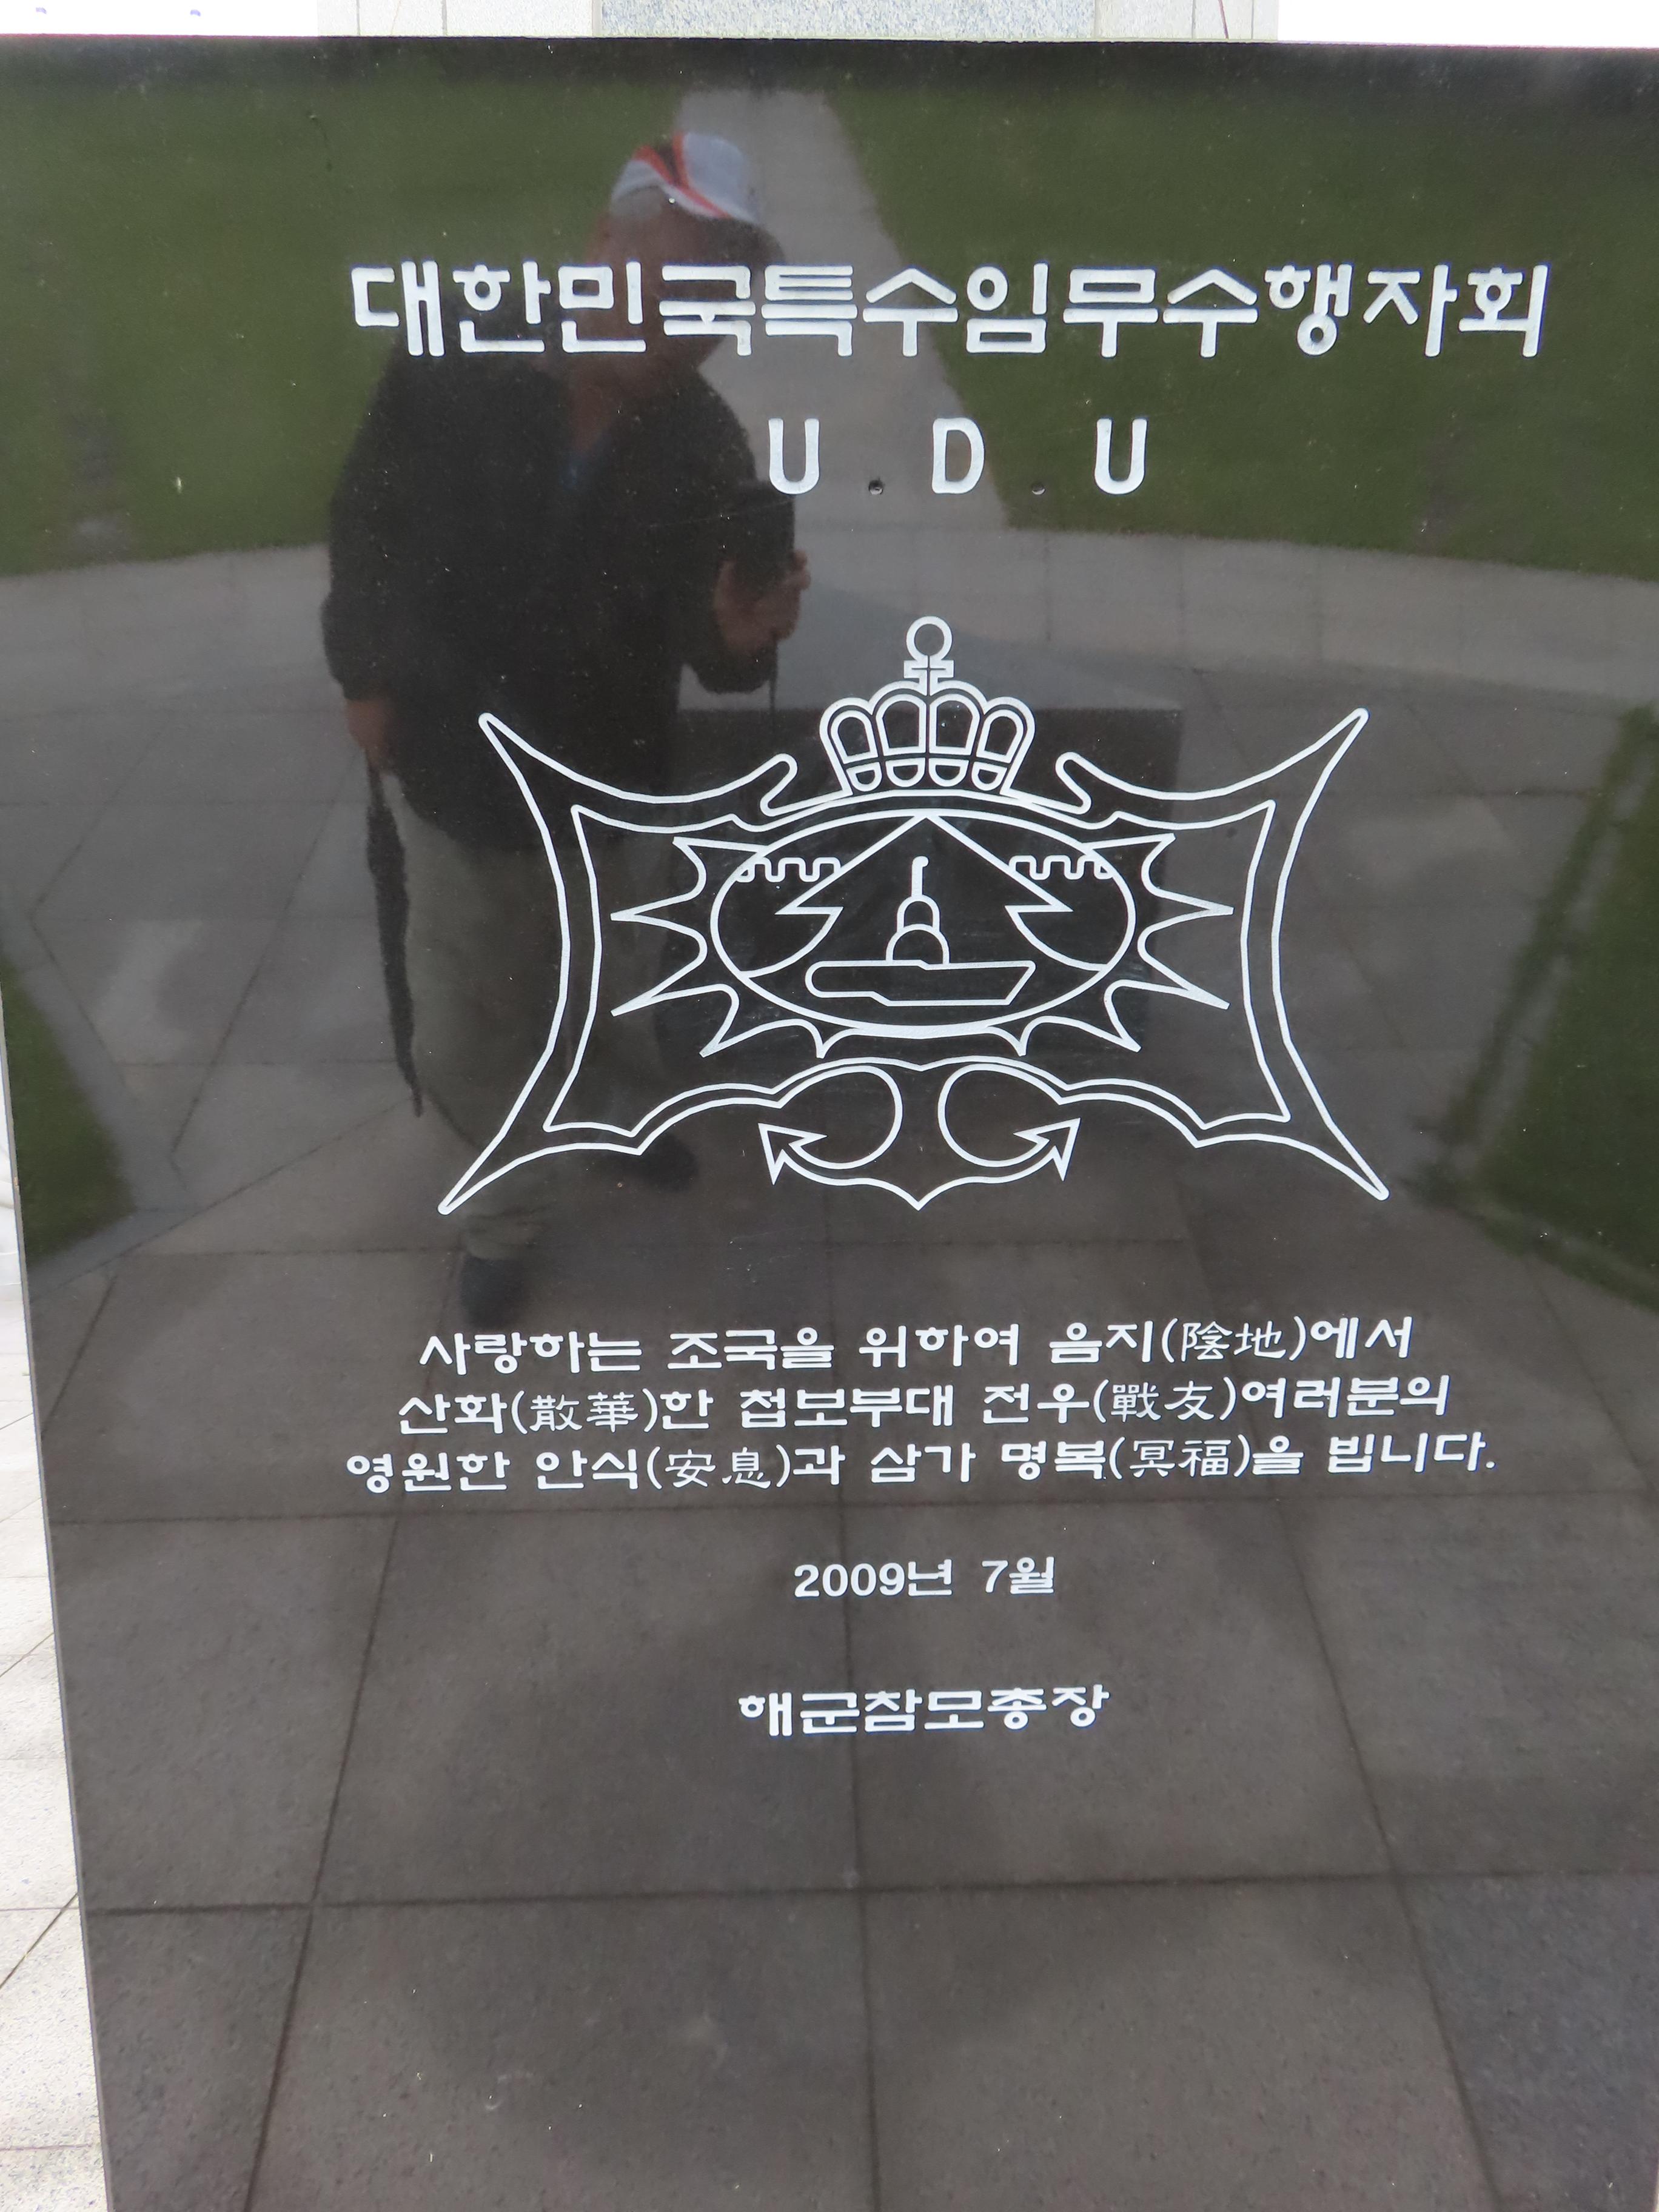 대한민국특수임무수행자회
U.D.U
사랑하는 조국을 위하여 음지(陰地)에서
산화(散華)한 첩보부대 전우(戰友)여러분의
영원한 안식(安息)과 삼가 명복(冥福)을 빕니다.
2009년 7월
해군참모총장